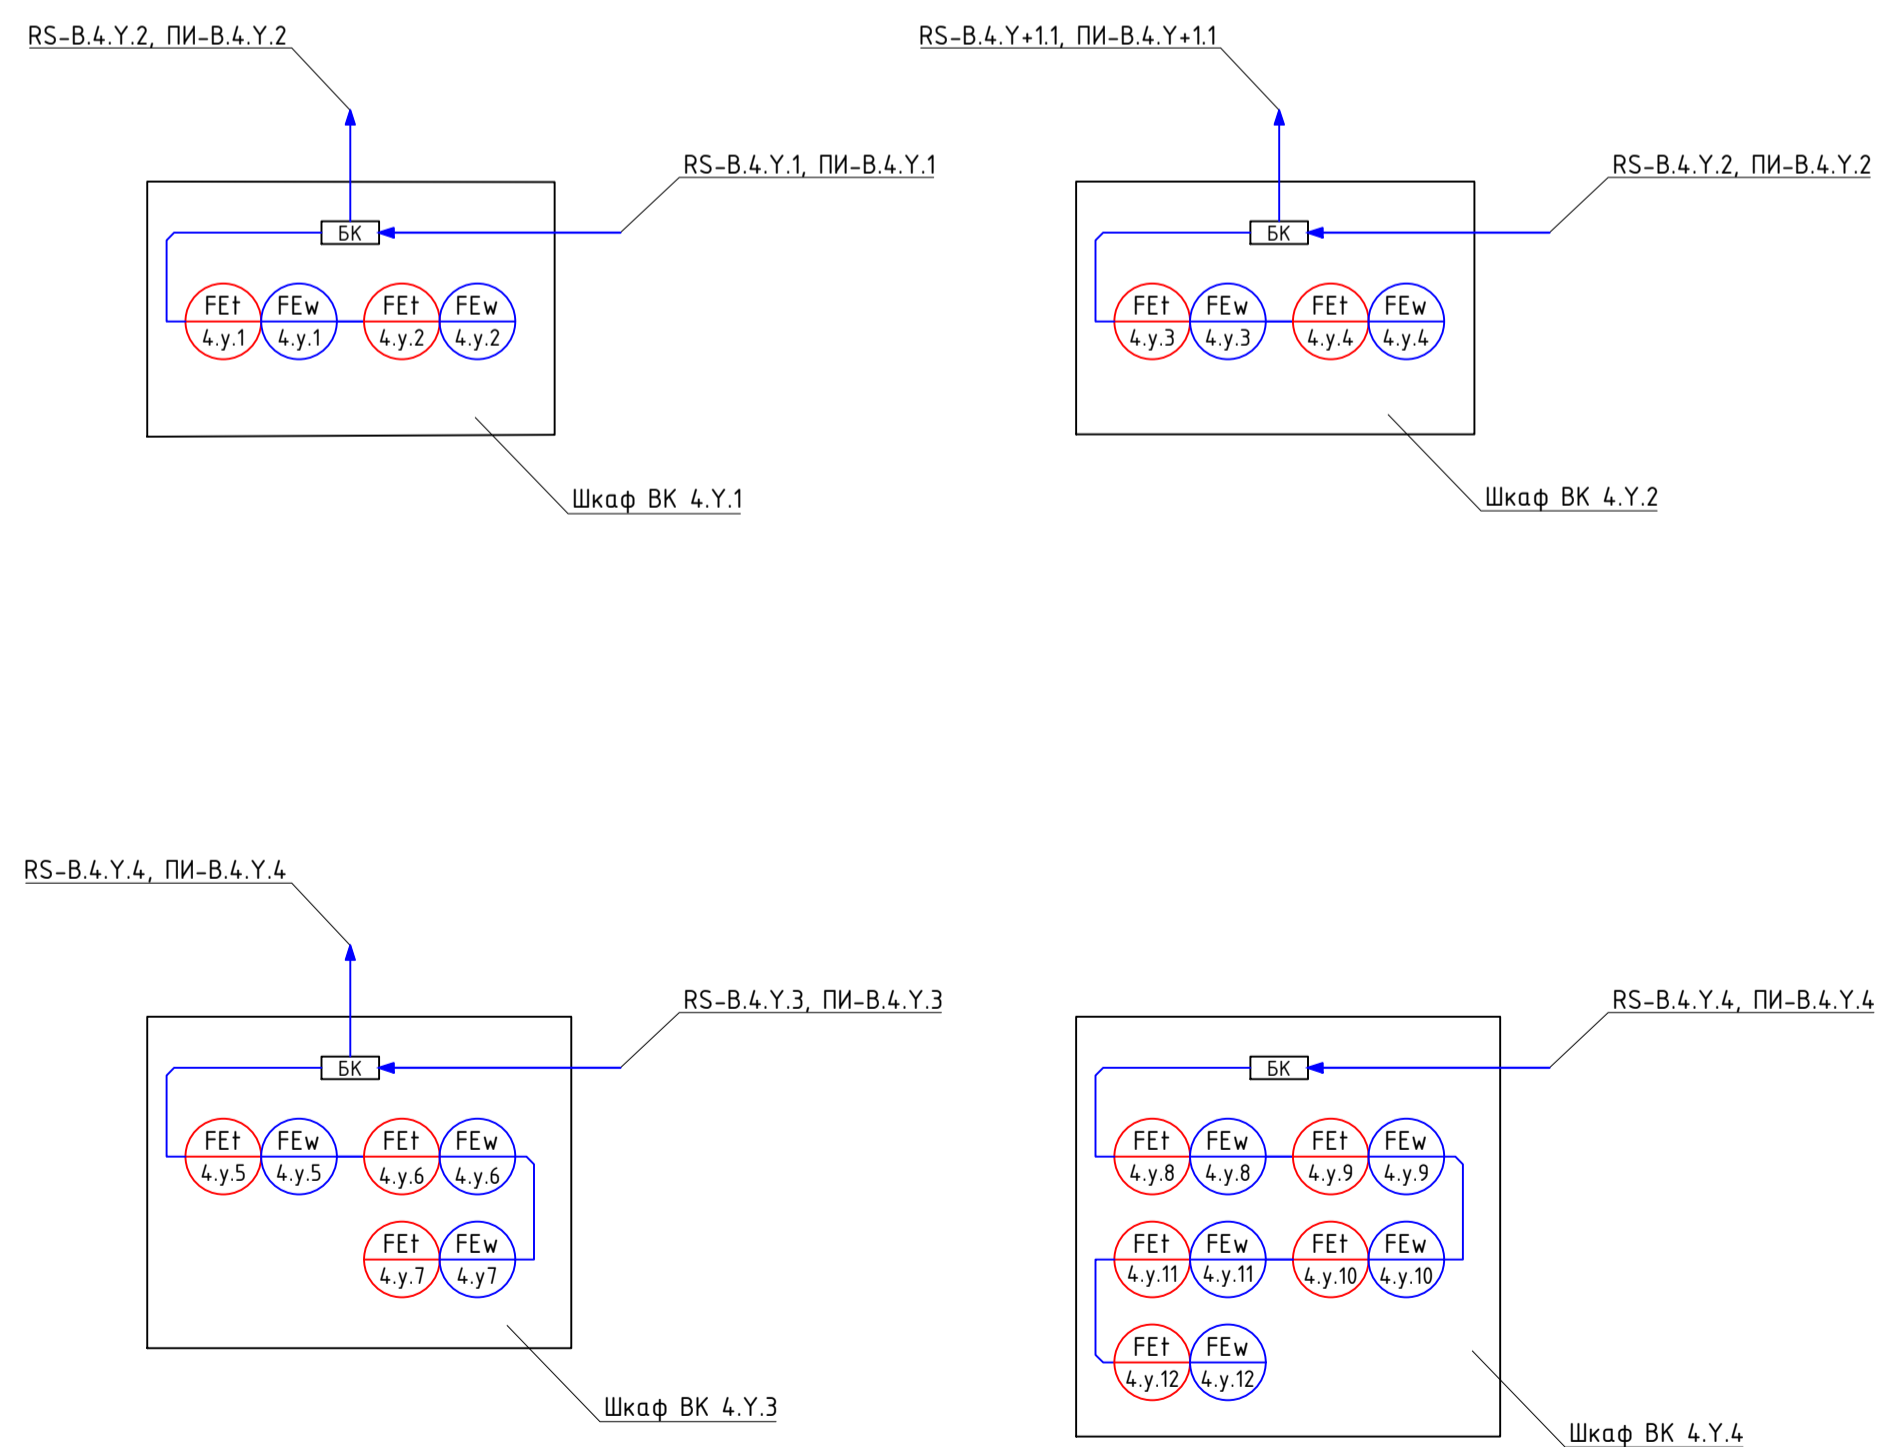 RS-В.4.Y.2, ПИ-В.4.Y.2
RS-В.4.Y.1, ПИ-В.4.Y.1
БК
FEt FEw FEt FEw
4.y.1 4.y.1 4.y.2 4.y.2
Шкаф ВК 4.Y.1
RS-В.4.Y+1.1, ПИ-В.4.Y+1.1
RS-В.4.Y.2, ПИ-В.4.Y.2
БК
FEt FEw FEt FEw
4.y.3 4.y.3 4.y.4 4.y.4
Шкаф ВК 4.Y.2
RS-В.4.Y.4, ПИ-В.4.Y.4
RS-В.4.Y.3, ПИ-В.4.Y.3
БК
FEt FEw FEt FEw
4.y.5 4.y.5 4.y.6 4.y.6
FEt FEw
4.y.7 4.y7
Шкаф ВК 4.Y.3
RS-В.4.Y.4, ПИ-В.4.Y.4
БК
FEt FEw FEt FEw
4.y.8 4.y.8 4.y.9 4.y.9
FEt FEw FEt FEw
4.y.11 4.y.11 4.y.10 4.y.10
FEt FEw
4.y.12 4.y.12
Шкаф ВК 4.Y.4